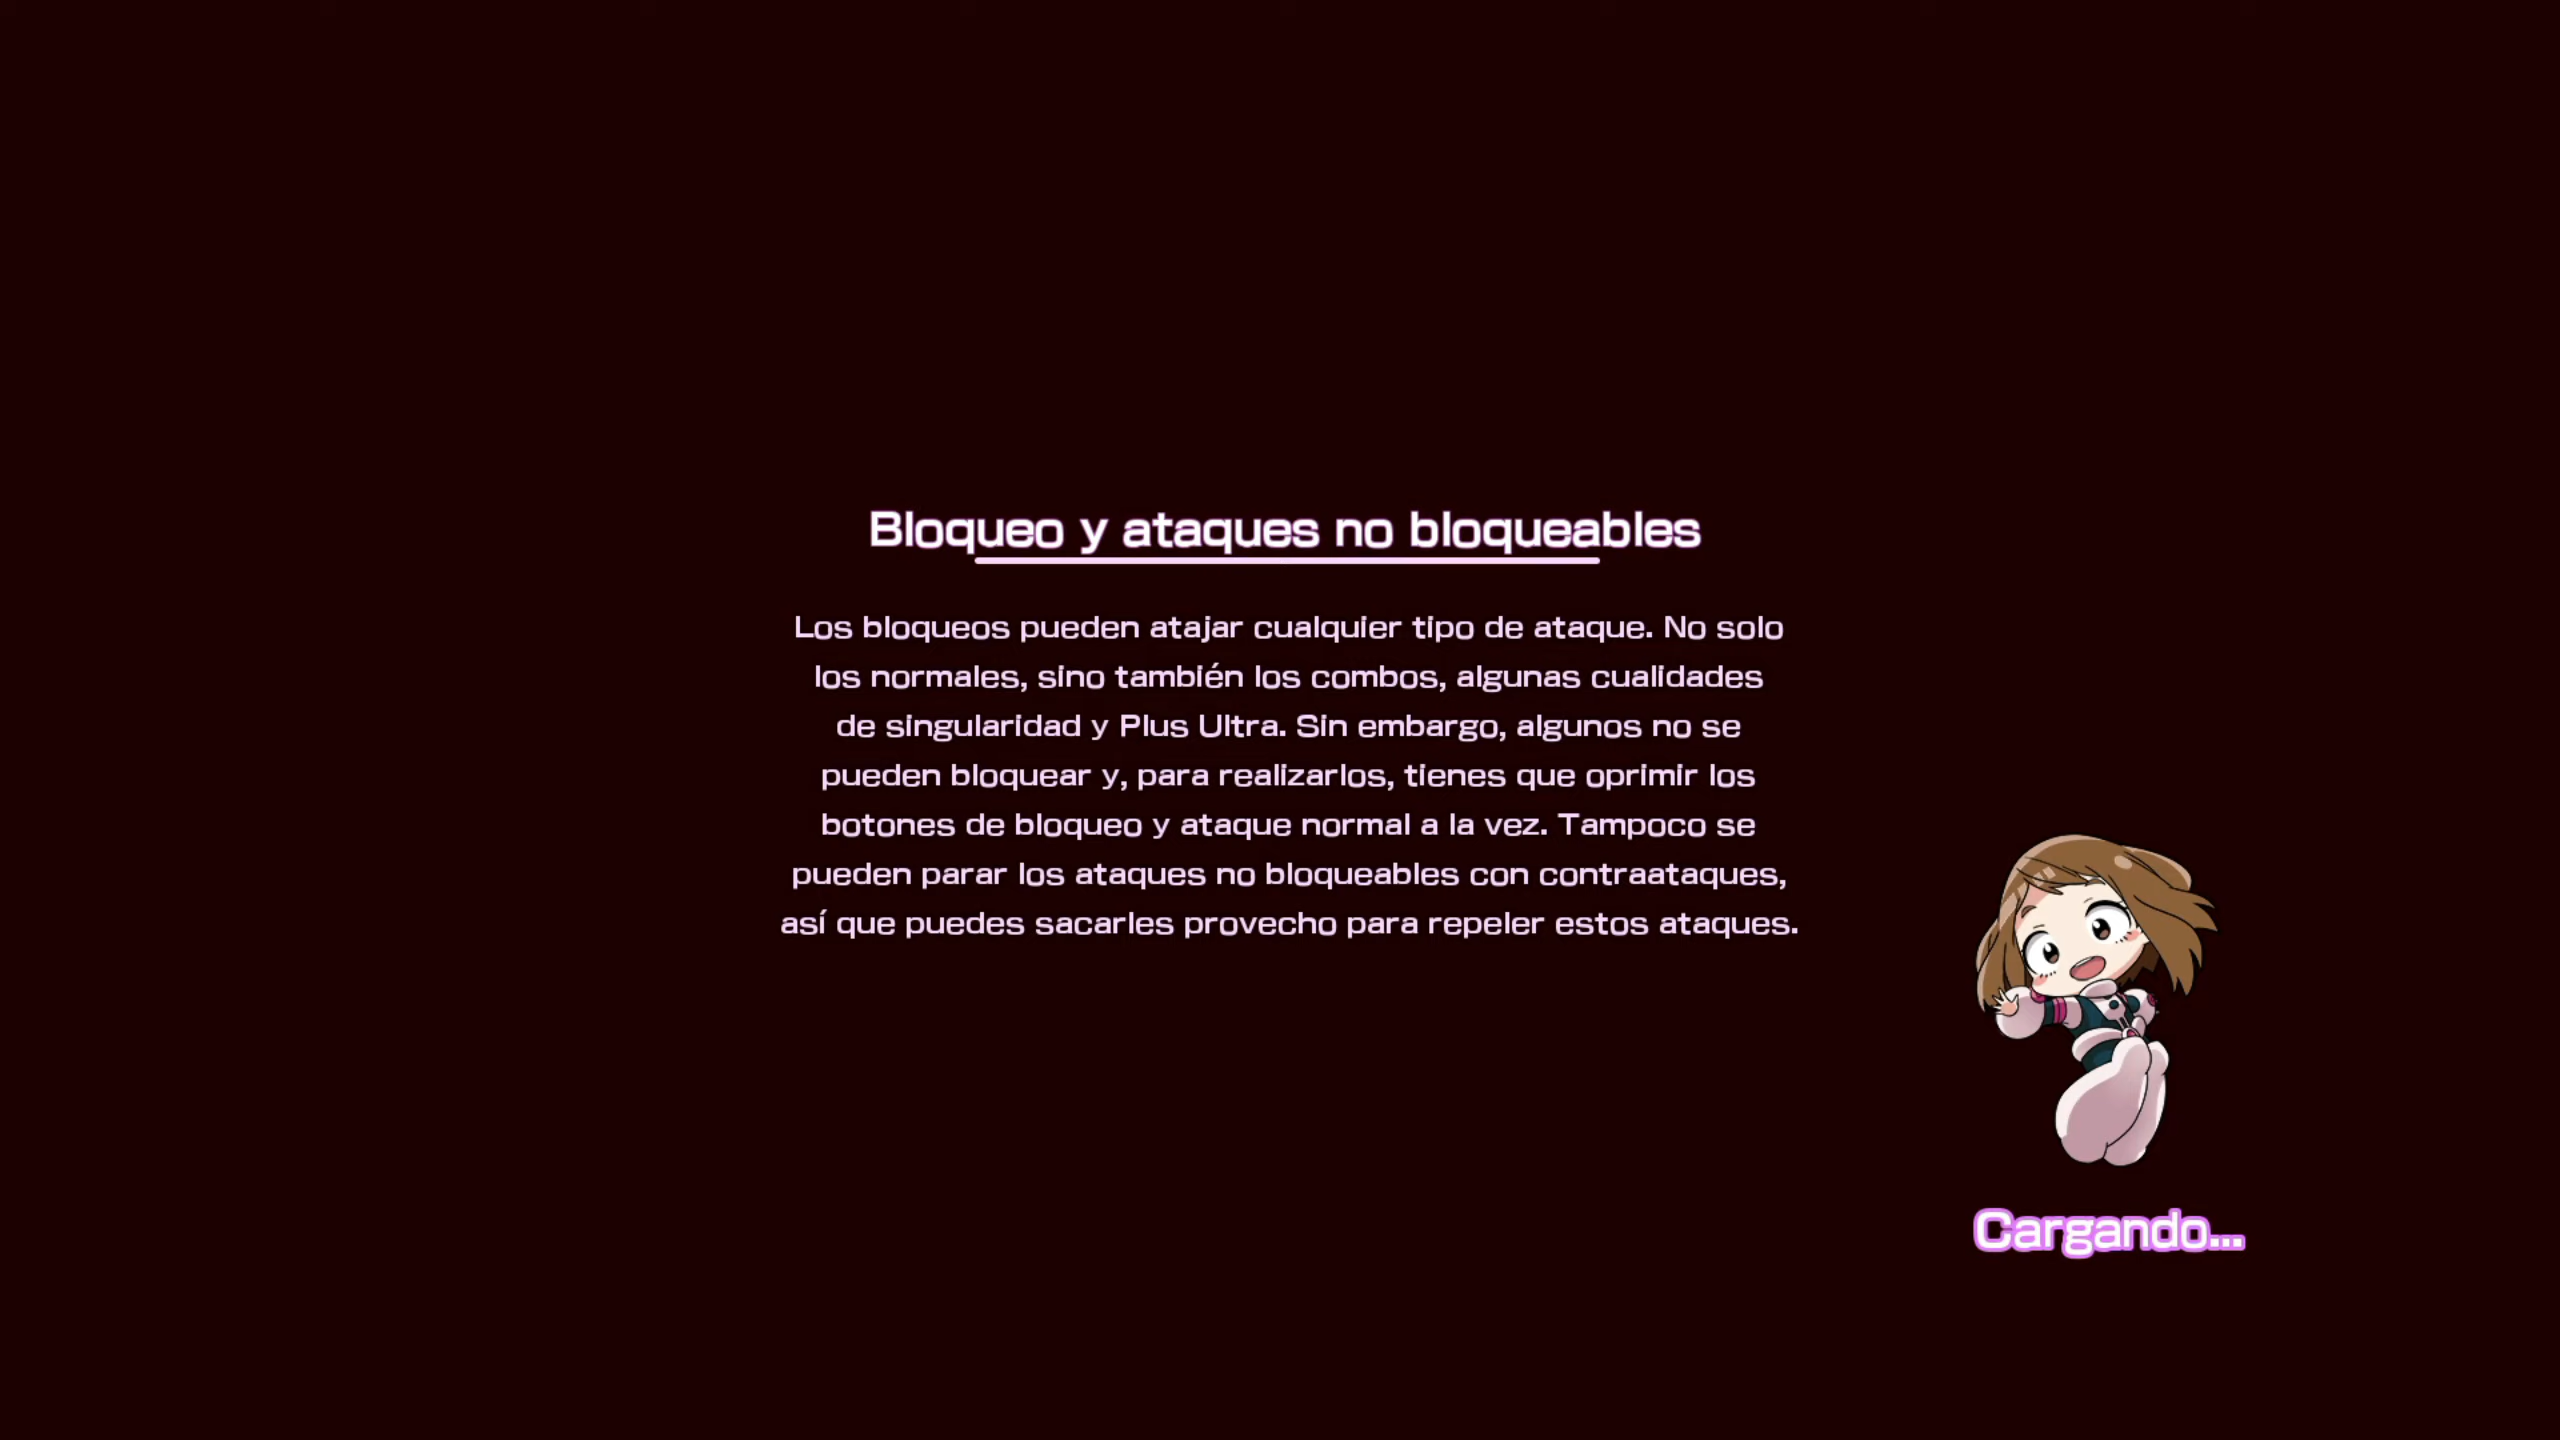 Bloqueo y ataques no bloqueables
Los bloqueos pueden atajar cualquier tipo de ataque. No solo
los normales, sino también los combos, algunas cualidades
de singularidad y Plus Ultra. Sin embargo, algunos no se
pueden bloquear y, para realizarlos, tienes que oprimir los
botones de bloqueo y ataque normal a la vez. Tampoco se
pueden parar los ataques no bloqueables con contraataques,
así que puedes sacarles provecho para repeler estos ataques.
Cargando...